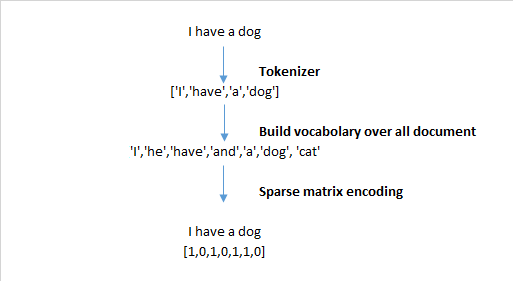 I have a dog
Tokenizer
['I','have','a','dog']
Build vocabolary over all document
'I','he','have','and','a','dog', 'cat'
Sparse matrix encoding
I have a dog
[1,0,1,0,1,1,0]